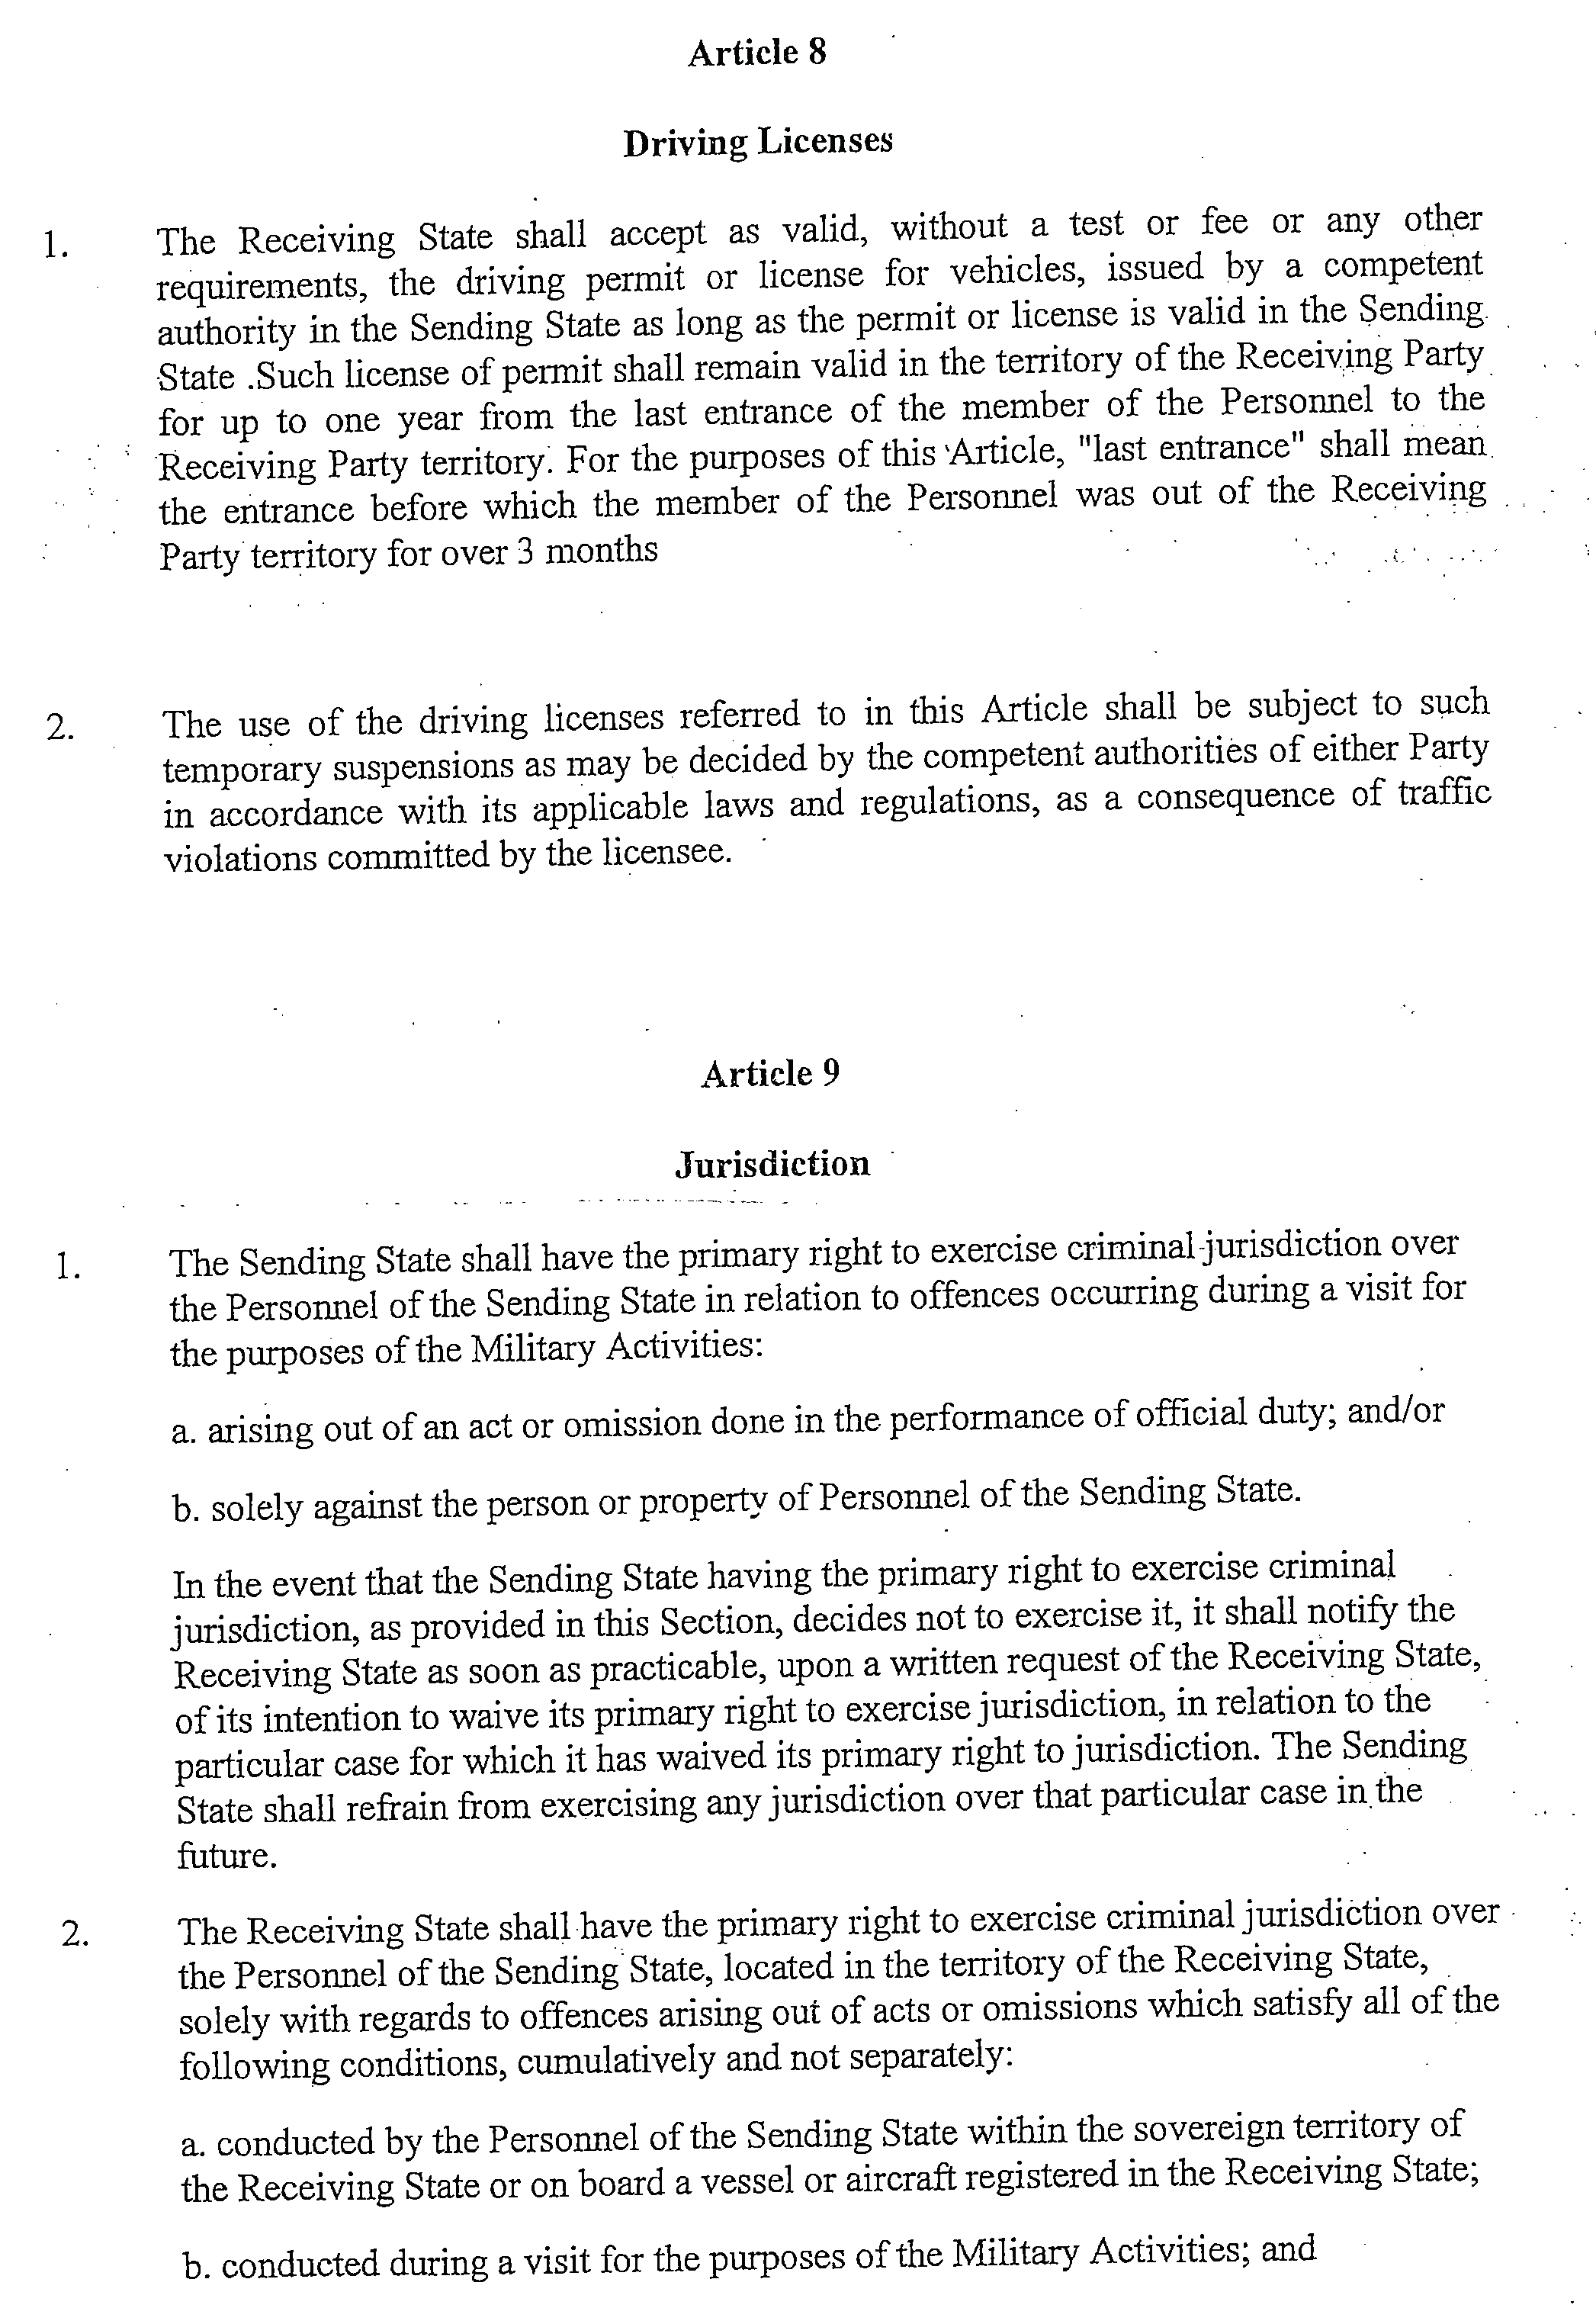 Article 8
Driving Licenses
1. The Receiving State shall accept as valid, without a test or fee or any other
requirements, the driving permit or license for vehicles, issued by a competent
authority in the Sending State as long as the permit or license is valid in the Sending
State .Such license of permit shall remain valid in the territory of the Receiving Party
for up to one year from the last entrance of the member of the Personnel to the
Receiving Party territory. For the purposes of this Article, "last entrance" shall mean
the entrance before which the member of the Personnel was out of the Receiving
Party territory for over 3 months
2. The use of the driving licenses referred to in this Article shall be subject to such
temporary suspensions as may be decided by the competent authorities of either Party
in accordance with its applicable laws and regulations, as a consequence of traffic
violations committed by the licensee.
Article 9
Jurisdiction
1. The Sending State shall have the primary right to exercise criminal jurisdiction over
the Personnel of the Sending State in relation to offences occurring during a visit for
the purposes of the Military Activities:
a. arising out of an act or omission done in the performance of official duty; and/or
b. solely against the person or property of Personnel of the Sending State.
In the event that the Sending State having the primary right to exercise criminal
jurisdiction, as provided in this Section, decides not to exercise it, it shall notify the
Receiving State as soon as practicable, upon a written request of the Receiving State,
of its intention to waive its primary right to exercise jurisdiction, in relation to the
particular case for which it has waived its primary right to jurisdiction. The Sending
State shall refrain from exercising any jurisdiction over that particular case in the
future.
2. The Receiving State shall have the primary right to exercise criminal jurisdiction over
the Personnel of the Sending State, located in the territory of the Receiving State,
solely with regards to offences arising out of acts or omissions which satisfy all of the
following conditions, cumulatively and not separately:
a. conducted by the Personnel of the Sending State within the sovereign territory of
the Receiving State or on board a vessel or aircraft registered in the Receiving State;
b. conducted during a visit for the purposes of the Military Activities; and